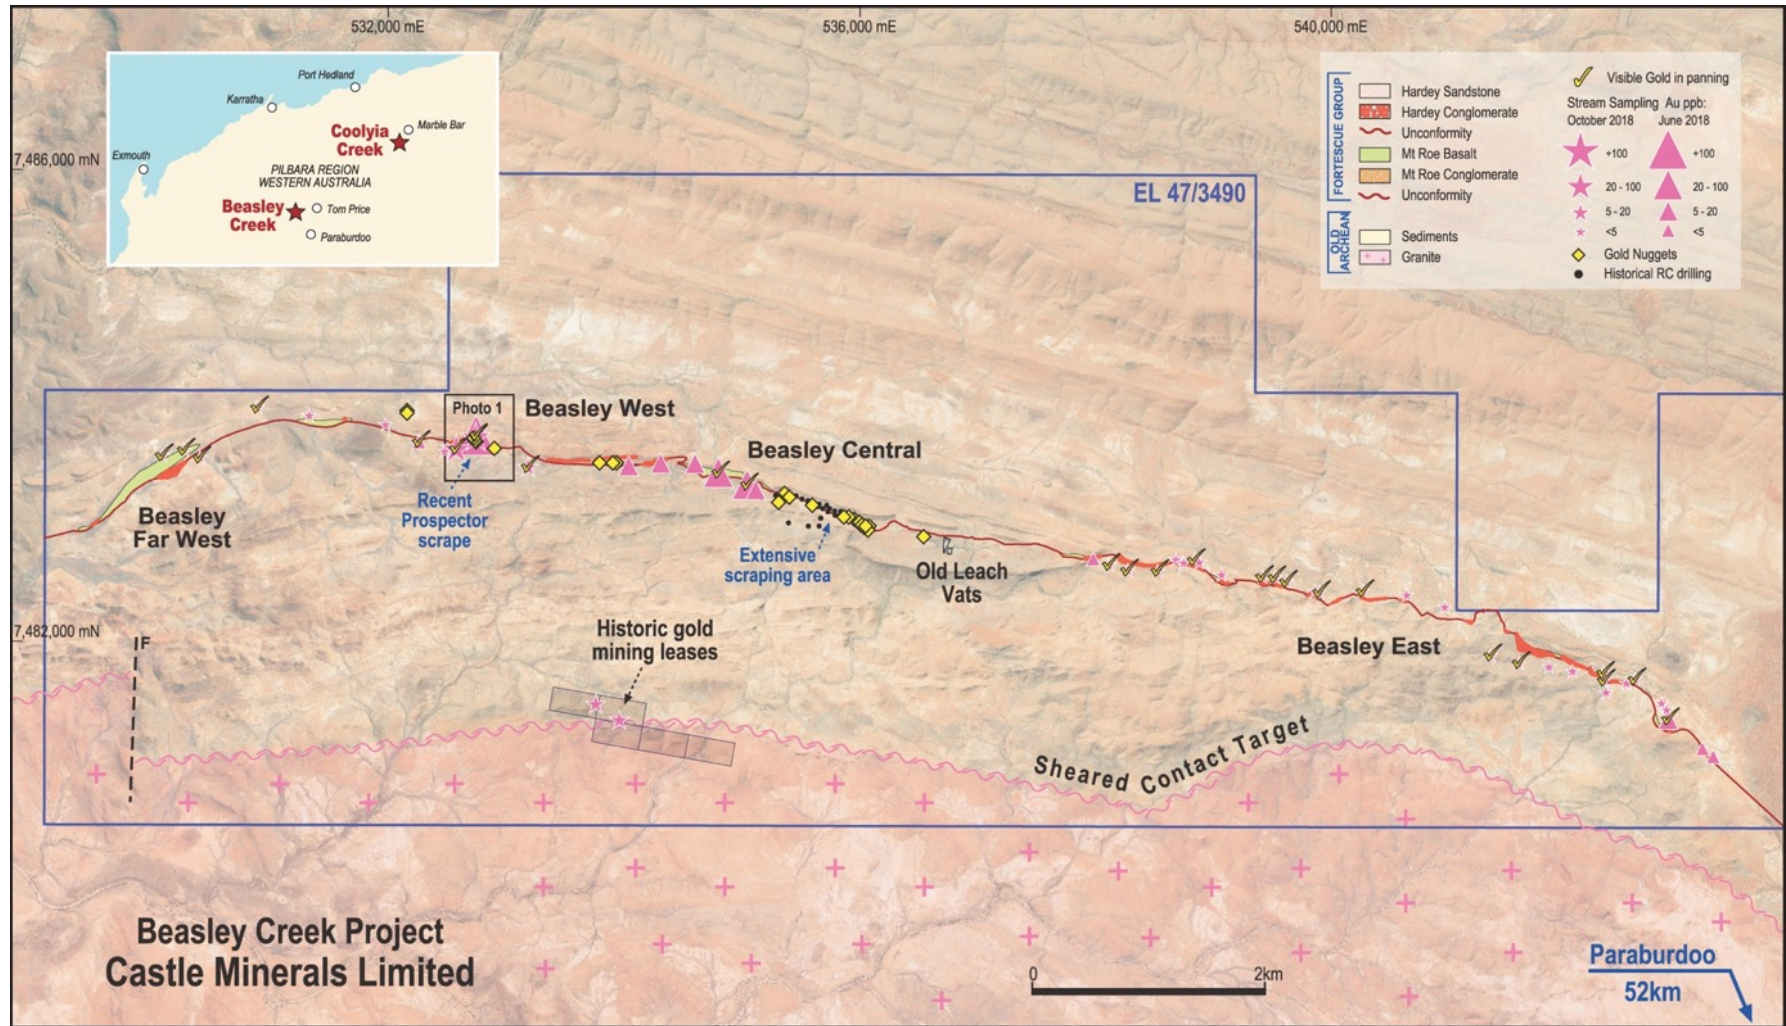 532,000 mE
536,000 mE
540,000 mE
7,486,000 mN
7,482,000 mN
Port Hedland
Karratha
Marble Bar
Coolyia
Creek
Exmouth
PILBARA REGION
WESTERN AUSTRALIA
Beasley
Creek
Tom Price
Paraburdoo
EL 47/3490
FORTESCUE GROUP
Hardey Sandstone
Hardey Conglomerate
Unconformity
Mt Roe Basalt
Mt Roe Conglomerate
Unconformity
OLD
ARCHEAN
Sediments
Granite
Visible Gold in panning
Stream Sampling Au ppb:
October 2018 June 2018
+100 +100
20 - 100 20 - 100
5 - 20 5 - 20
<5 <5
Gold Nuggets
Historical RC drilling
Photo 1
Beasley West
Beasley Central
Beasley
Far West
Recent
Prospector
scrape
Extensive
scraping area
Old Leach
Vats
Beasley East
F
Historic gold
mining leases
Sheared Contact Target
Beasley Creek Project
Castle Minerals Limited
0 2km
Paraburdoo
52km